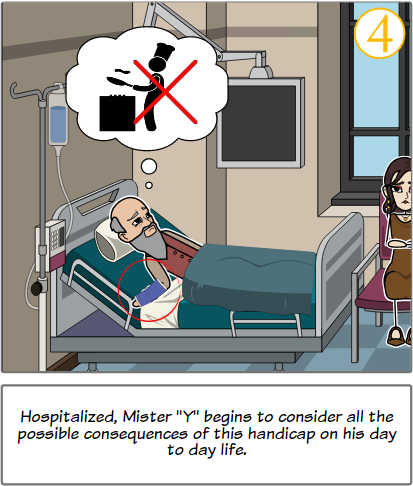 4
Hospitalized, Mister "Y" begins to consider all the
possible consequences of this handicap on his day
to day life.